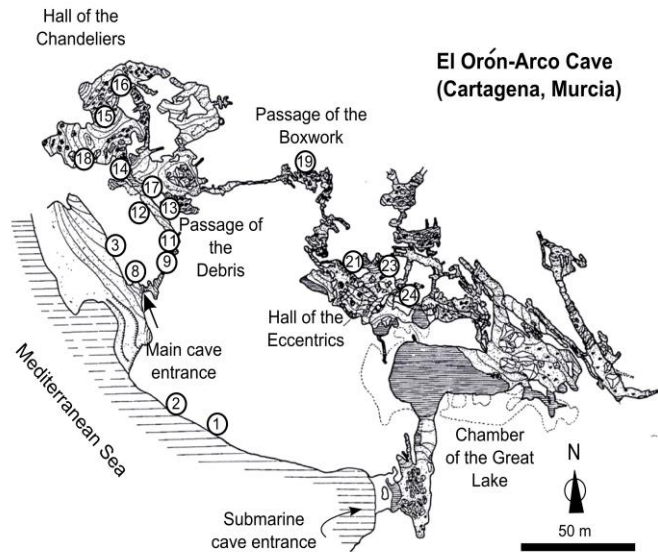 Hall of the
Chandeliers
El Orón-Arco Cave
(Cartagena, Murcia)
16
15
Passage of the
Boxwork
18
14
19
17
12
13
Passage of
the
Debris
3
11
9
8
21
23
24
Hall of the
Eccentrics
Main cave
entrance
Mediterranean Sea
2
1
Chamber
of the Great
Lake
N
Submarine
cave entrance
50 m